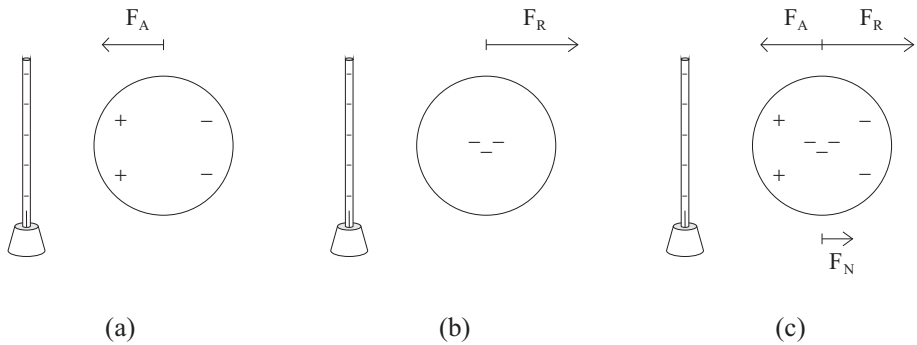 F_A
F_R
F_A F_R
+ − − − − + −
+ − − + −
F_N
(a) (b) (c)